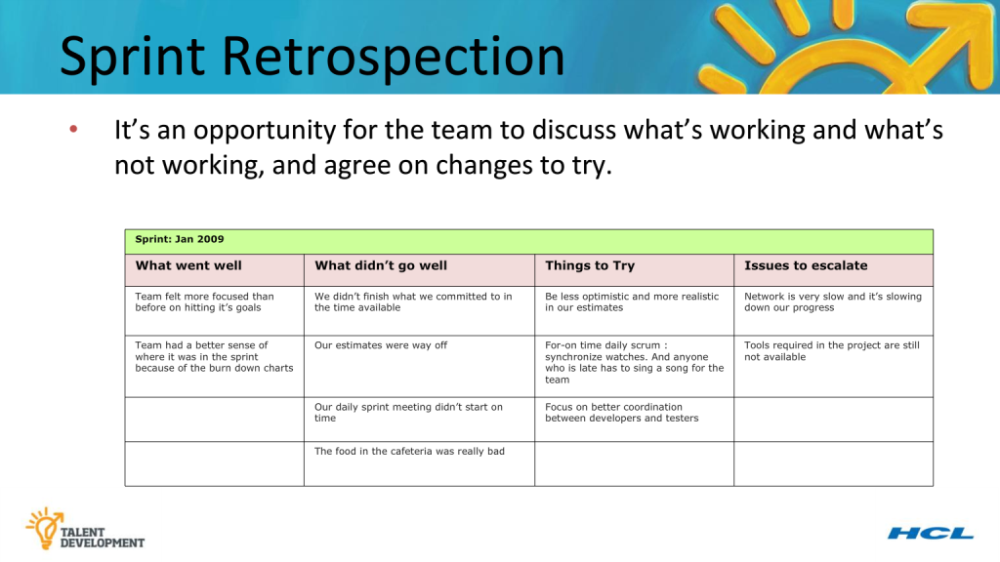 Sprint Retrospection
• It’s an opportunity for the team to discuss what’s working and what’s
not working, and agree on changes to try.
Sprint: Jan 2009
What went well
What didn’t go well
Things to Try
Issues to escalate
Team felt more focused than
before on hitting it’s goals
We didn’t finish what we committed to in
the time available
Be less optimistic and more realistic
in our estimates
Network is very slow and it’s slowing
down our progress
Team had a better sense of
where it was in the sprint
because of the burn down charts
Our estimates were way off
For-on time daily scrum :
synchronize watches. And anyone
who is late has to sing a song for the
team
Tools required in the project are still
not available
Our daily sprint meeting didn’t start on
time
Focus on better coordination
between developers and testers
The food in the cafeteria was really bad
TALENT
DEVELOPMENT
HCL